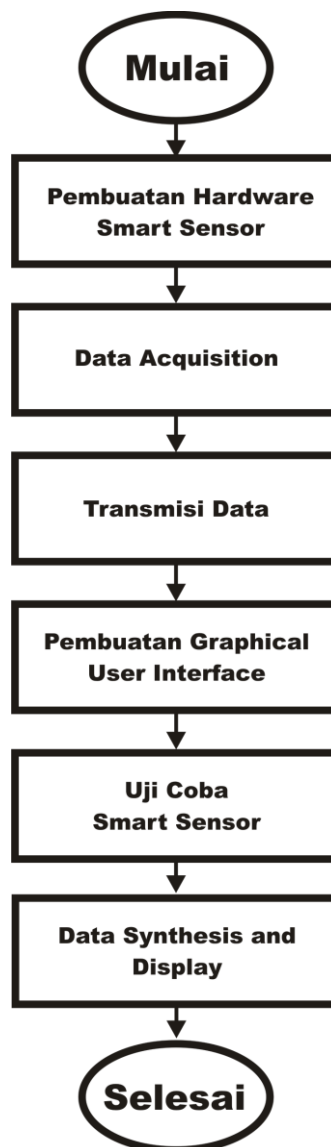 Mulai
Pembuatan Hardware
Smart Sensor
Data Acquisition
Transmisi Data
Pembuatan Graphical
User Interface
Uji Coba
Smart Sensor
Data Synthesis and
Display
Selesai